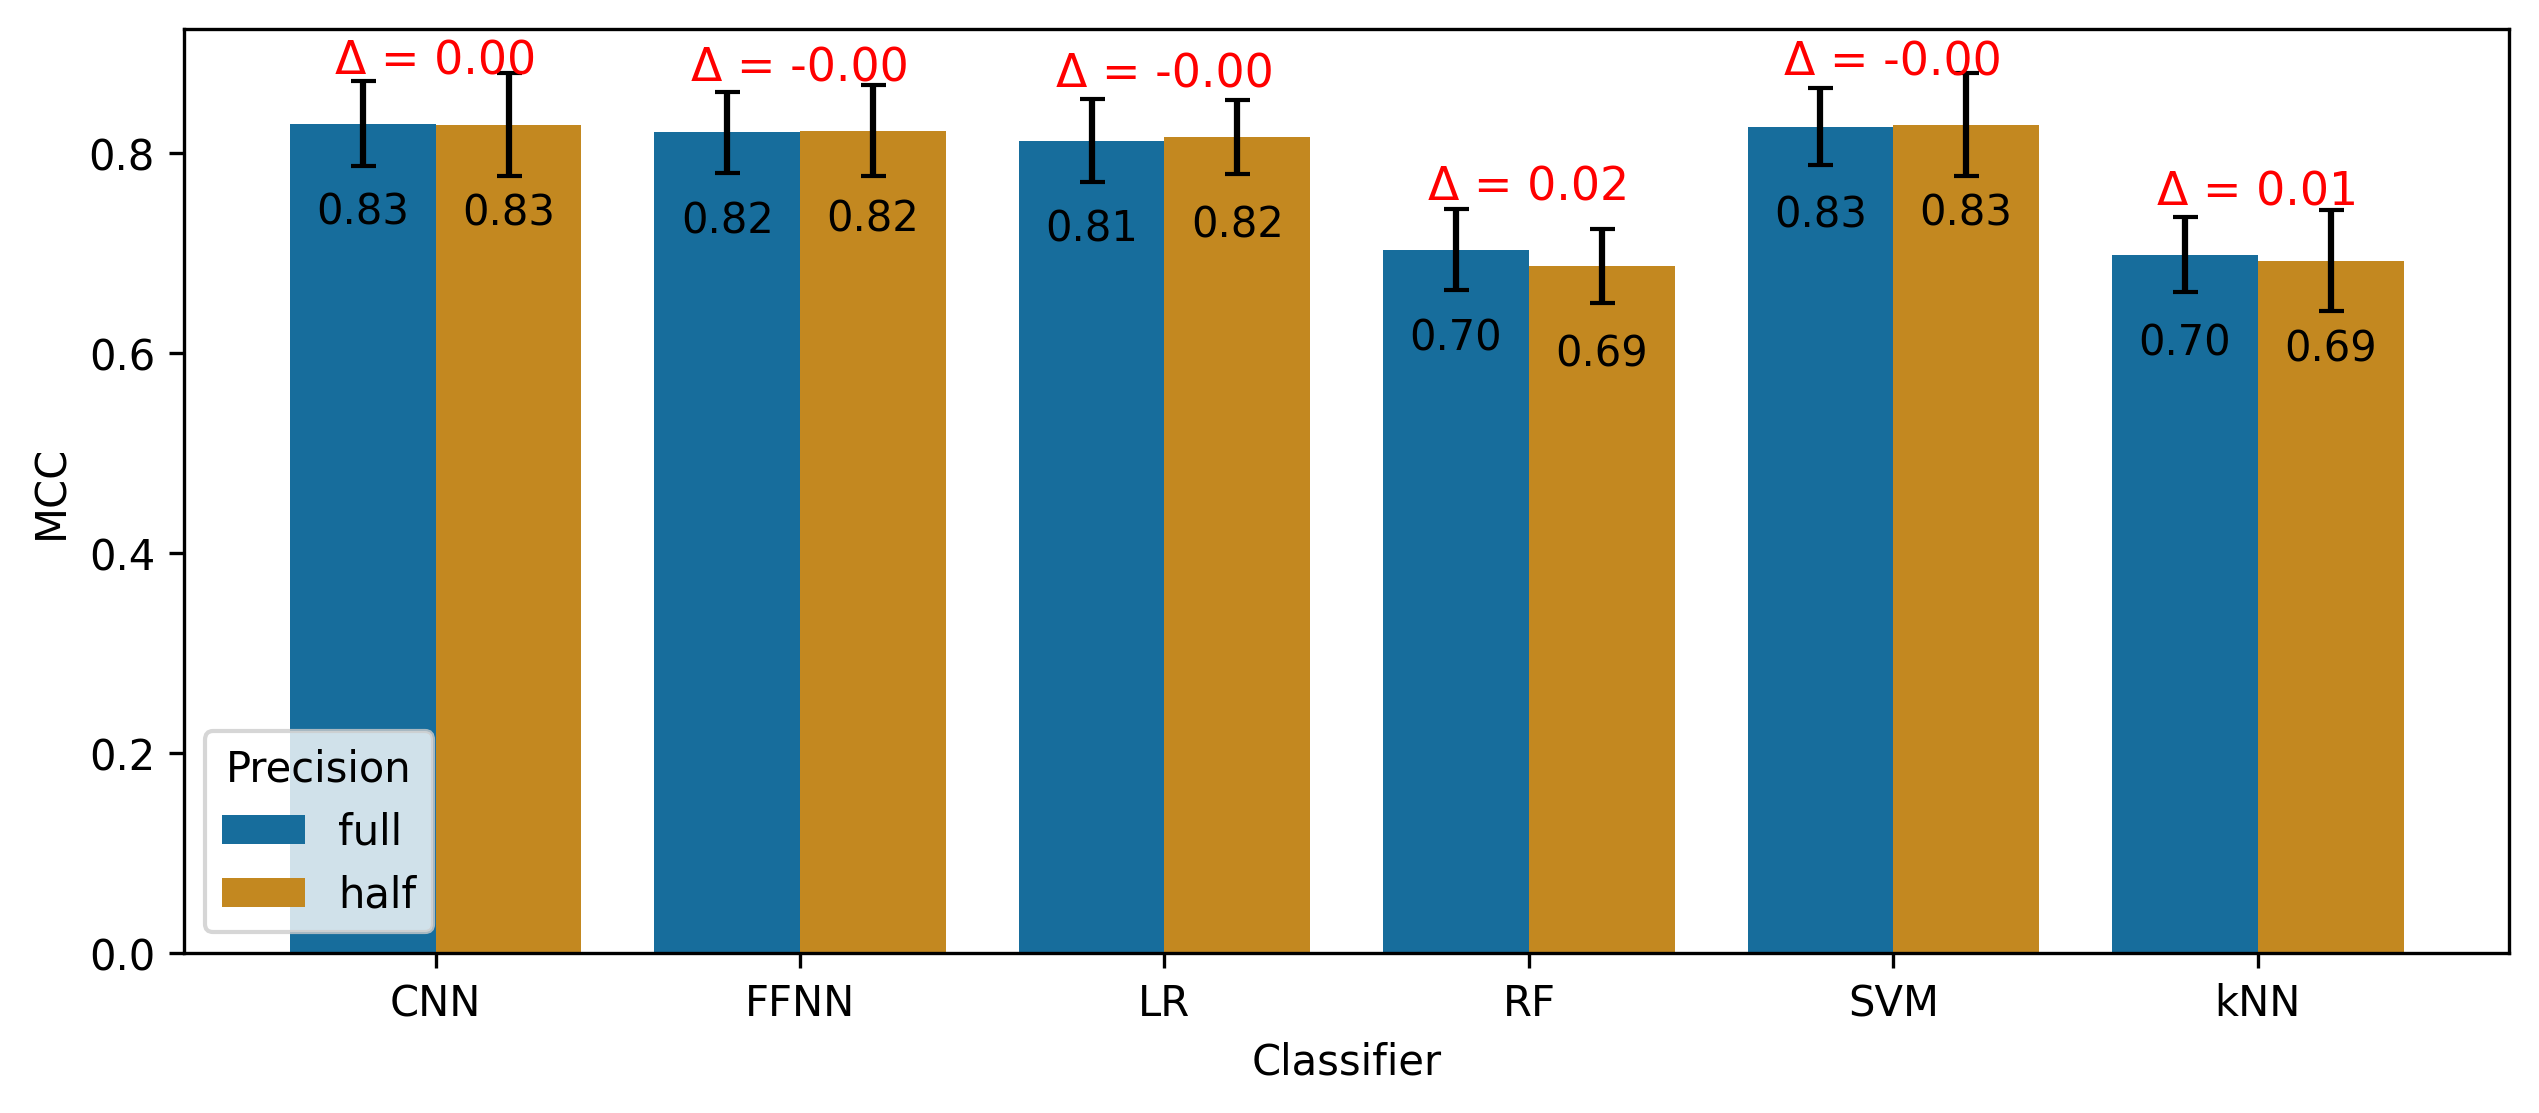 Δ = 0.00
Δ = -0.00
Δ = -0.00
Δ = 0.02
Δ = -0.00
Δ = 0.01
0.83
0.83
0.82
0.82
0.81
0.82
0.70
0.69
0.83
0.83
0.70
0.69
0.8
0.6
0.4
0.2
0.0
MCC
Precision
full
half
CNN
FFNN
LR
RF
SVM
kNN
Classifier